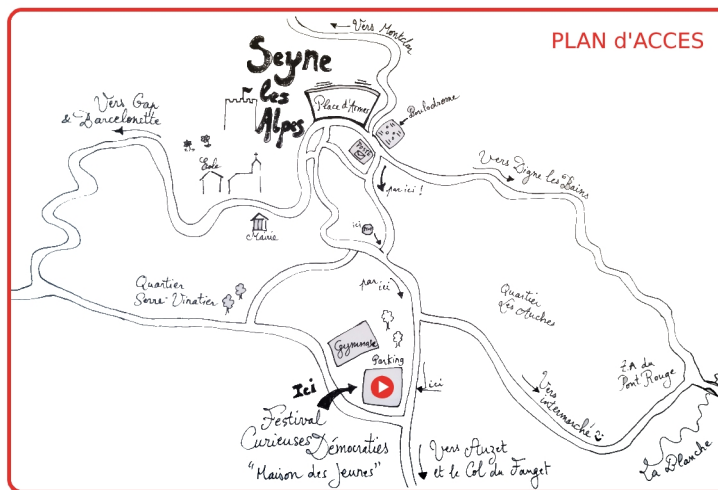 PLAN d'ACCES
Vers Montclar
Seyne
les
Alpes
Place d'Armes
Boulodrome
Vers Gap
& Barcelonette
Ecole
Mairie
par ici !
Vers Digne les Bains
ici
Quartier
Serre-Vinatier
par
ici
Quartier
Les Auches
Gymnase
Parking
Ici
ici
ZA du
Pont Rouge
Vers
intermarché
Festival
Curieuses Démocraties
"Maison des Jeunes"
Vers Auzet
et le Col du Fanget
La Blanche